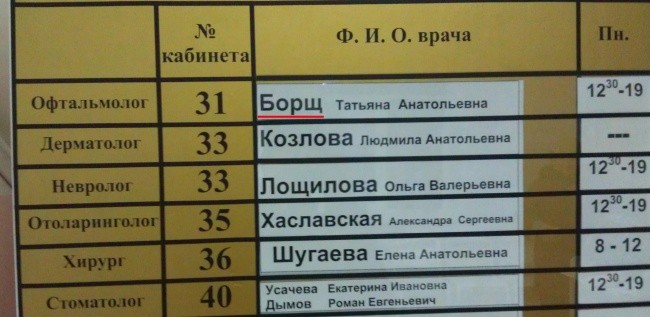 № кабинета Ф. И. О. врача Пн.
Офтальмолог 31 Борщ Татьяна Анатольевна 12³⁰-19
Дерматолог 33 Козлова Людмила Анатольевна ---
Невролог 33 Лощилова Ольга Валерьевна 12³⁰-19
Отоларинголог 35 Хаславская Александра Сергеевна 12³⁰-19
Хирург 36 Шугаева Елена Анатольевна 8 - 12
Стоматолог 40 Усачева Екатерина Ивановна 12³⁰-19
Дымов Роман Евгеньевич